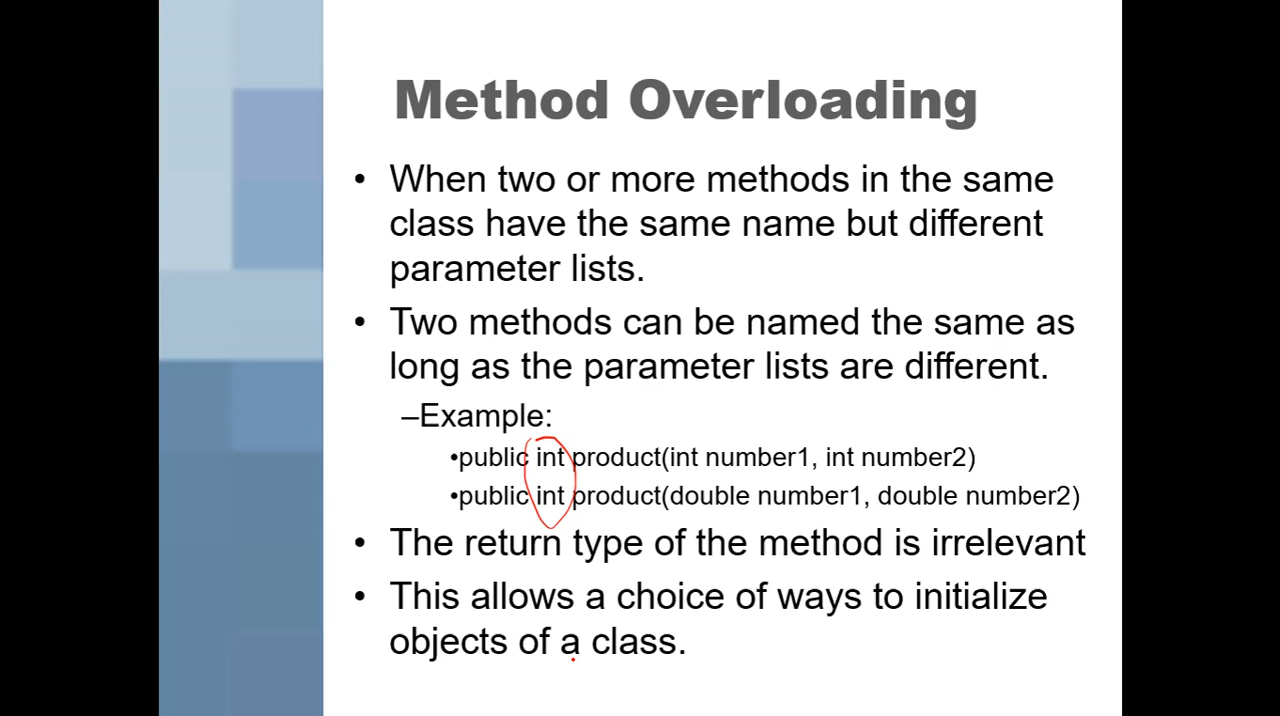 Method Overloading
• When two or more methods in the same
class have the same name but different
parameter lists.
• Two methods can be named the same as
long as the parameter lists are different.
–Example:
•public int product(int number1, int number2)
•public int product(double number1, double number2)
• The return type of the method is irrelevant
• This allows a choice of ways to initialize
objects of a class.